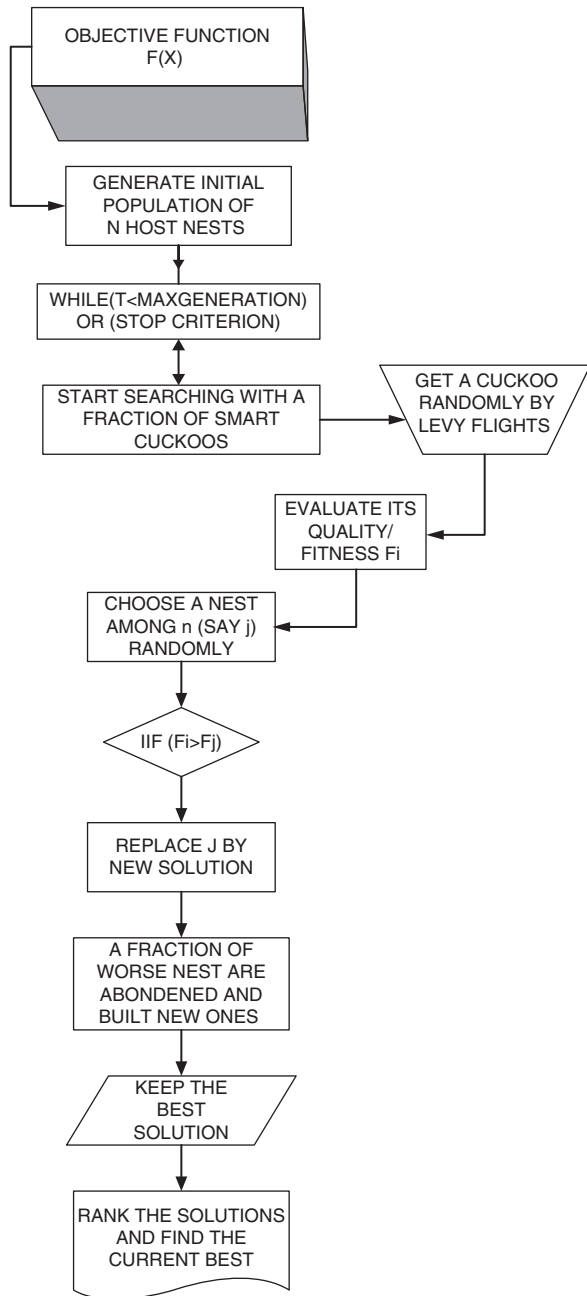 OBJECTIVE FUNCTION
F(X)
GENERATE INITIAL
POPULATION OF
N HOST NESTS
WHILE(T<MAXGENERATION)
OR (STOP CRITERION)
START SEARCHING WITH A
FRACTION OF SMART
CUCKOOS
GET A CUCKOO
RANDOMLY BY
LEVY FLIGHTS
EVALUATE ITS
QUALITY/
FITNESS Fi
CHOOSE A NEST
AMONG n (SAY j)
RANDOMLY
IIF (Fi>Fj)
REPLACE J BY
NEW SOLUTION
A FRACTION OF
WORSE NEST ARE
ABONDENED AND
BUILT NEW ONES
KEEP THE
BEST
SOLUTION
RANK THE SOLUTIONS
AND FIND THE
CURRENT BEST